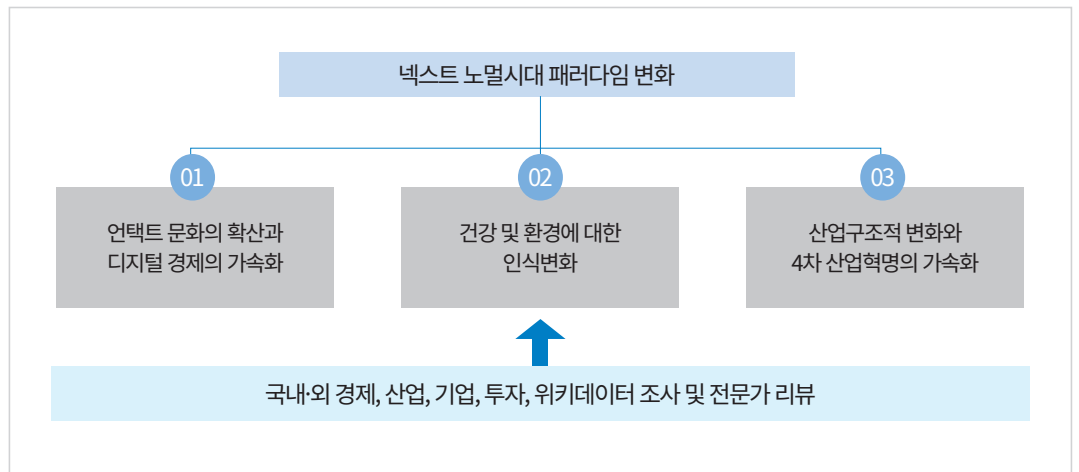 넥스트 노멀시대 패러다임 변화
01
언택트 문화의 확산과
디지털 경제의 가속화
02
건강 및 환경에 대한
인식변화
03
산업구조적 변화와
4차 산업혁명의 가속화
국내·외 경제, 산업, 기업, 투자, 위키데이터 조사 및 전문가 리뷰